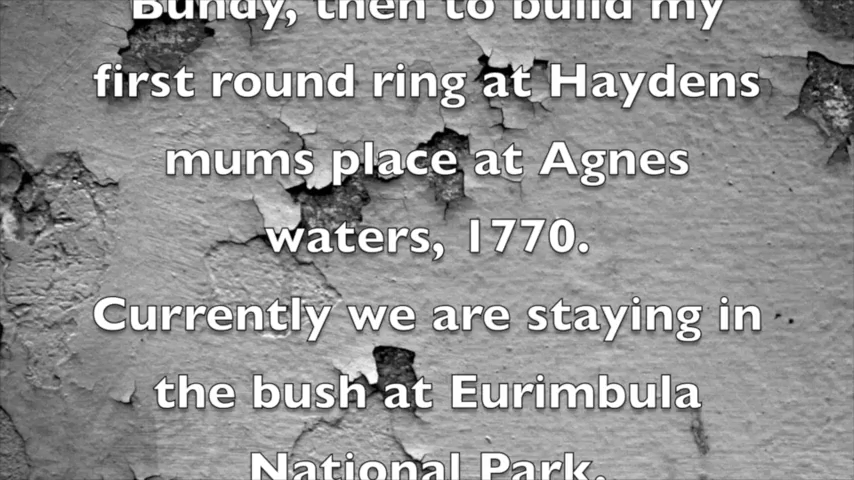 Bundy, then to build my
first round ring at Haydens
mums place at Agnes
waters, 1770.
Currently we are staying in
the bush at Eurimbula
National Park.